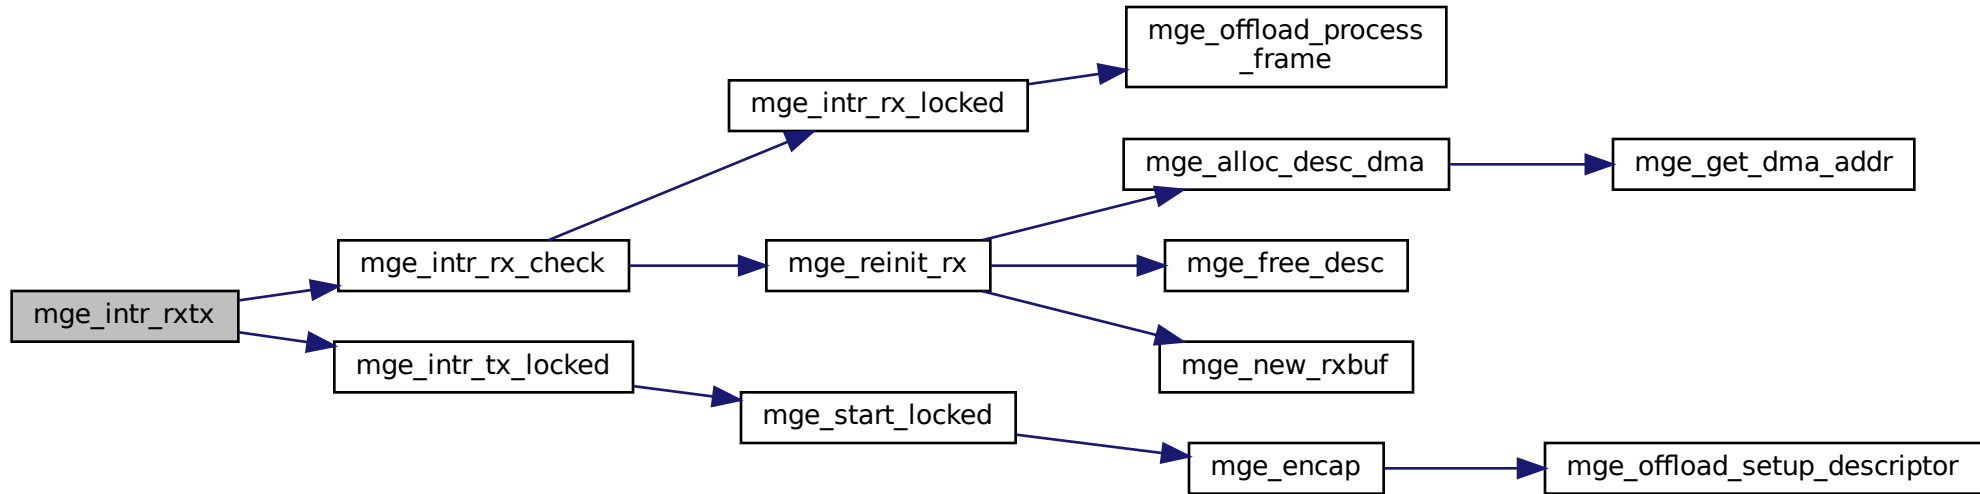 mge_offload_process
_frame
mge_intr_rx_locked
mge_alloc_desc_dma
mge_get_dma_addr
mge_intr_rx_check
mge_reinit_rx
mge_free_desc
mge_intr_rxtx
mge_intr_tx_locked
mge_new_rxbuf
mge_start_locked
mge_encap
mge_offload_setup_descriptor